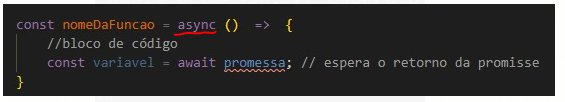 const nomeDaFuncao = async () => {
//bloco de código
const variavel = await promessa; // espera o retorno da promisse
}